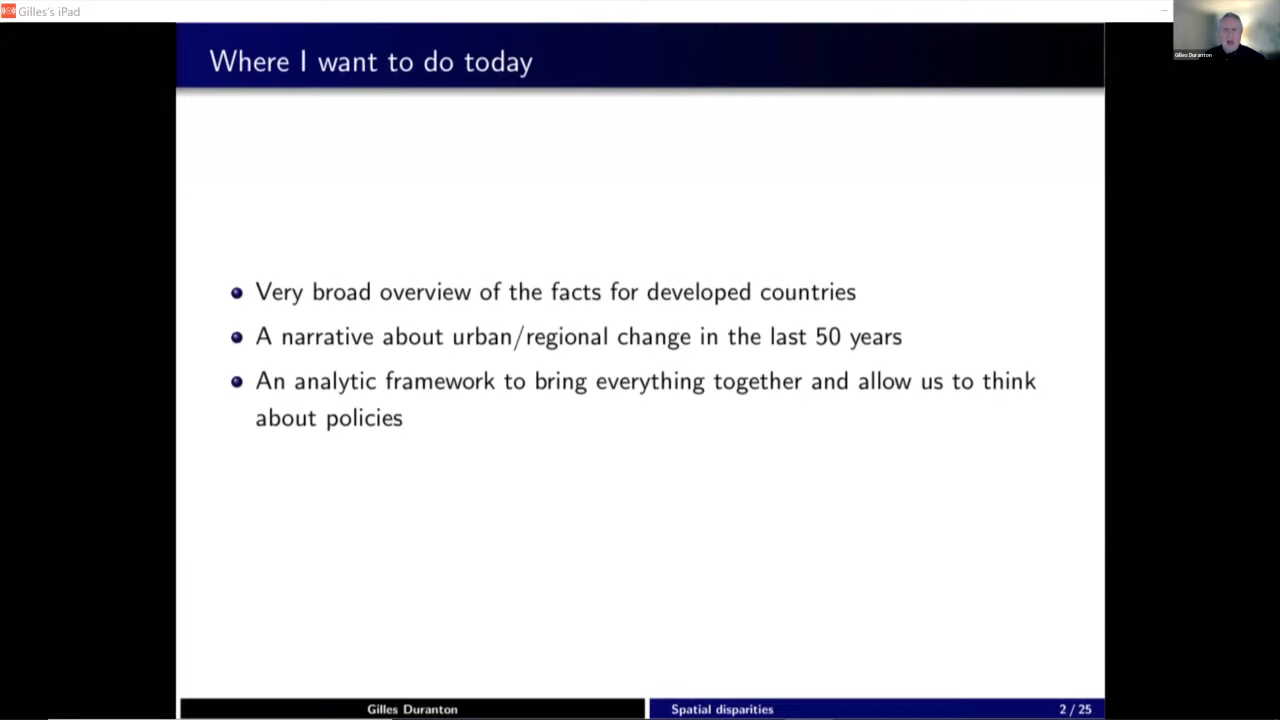 Gilles's iPad
Gilles Duranton
Where I want to do today
Very broad overview of the facts for developed countries
A narrative about urban/regional change in the last 50 years
An analytic framework to bring everything together and allow us to think
about policies
Gilles Duranton
Spatial disparities
2 / 25